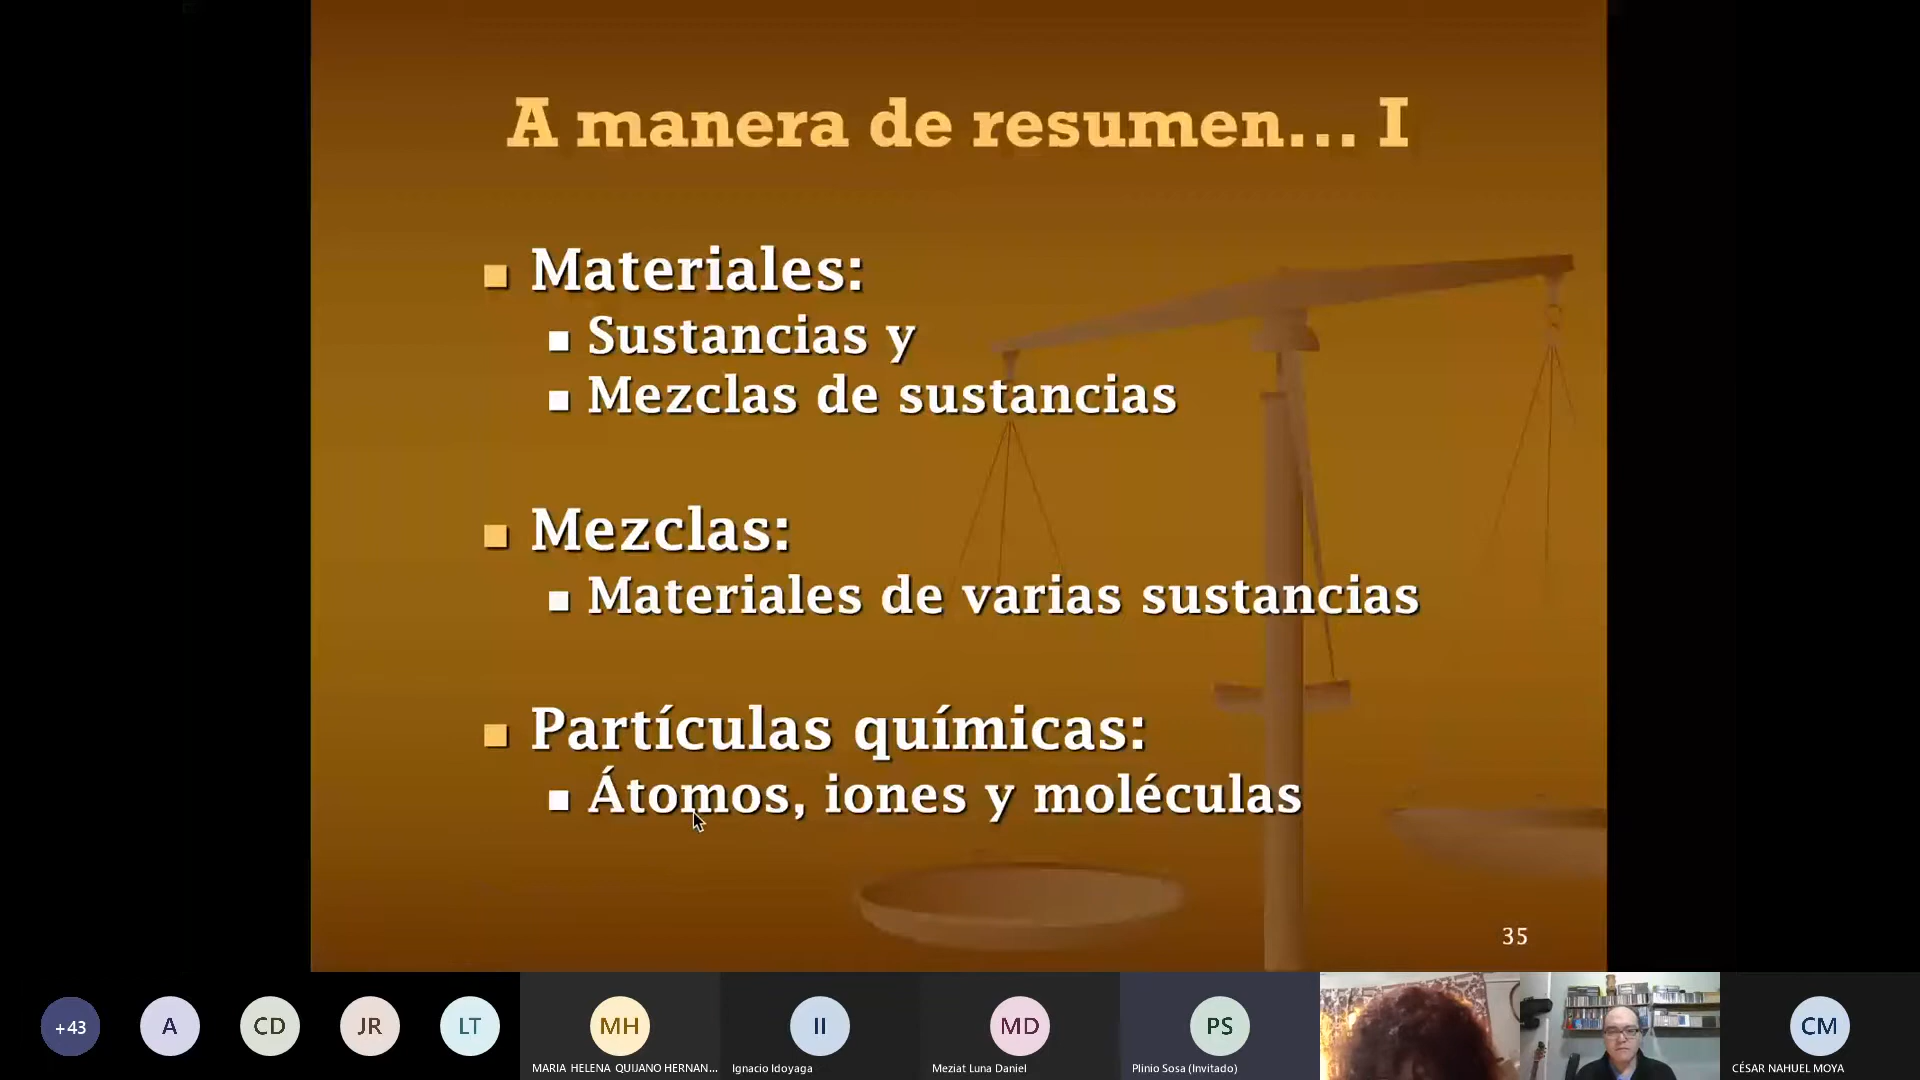 A manera de resumen... I
Materiales:
Sustancias y
Mezclas de sustancias
Mezclas:
Materiales de varias sustancias
Partículas químicas:
Átomos, iones y moléculas
35
+43
A
CD
JR
LT
MH
II
MD
PS
CM
MARIA HELENA QUIJANO HERNAN...
Ignacio Idoyaga
Meziat Luna Daniel
Plinio Sosa (Invitado)
CÉSAR NAHUEL MOYA